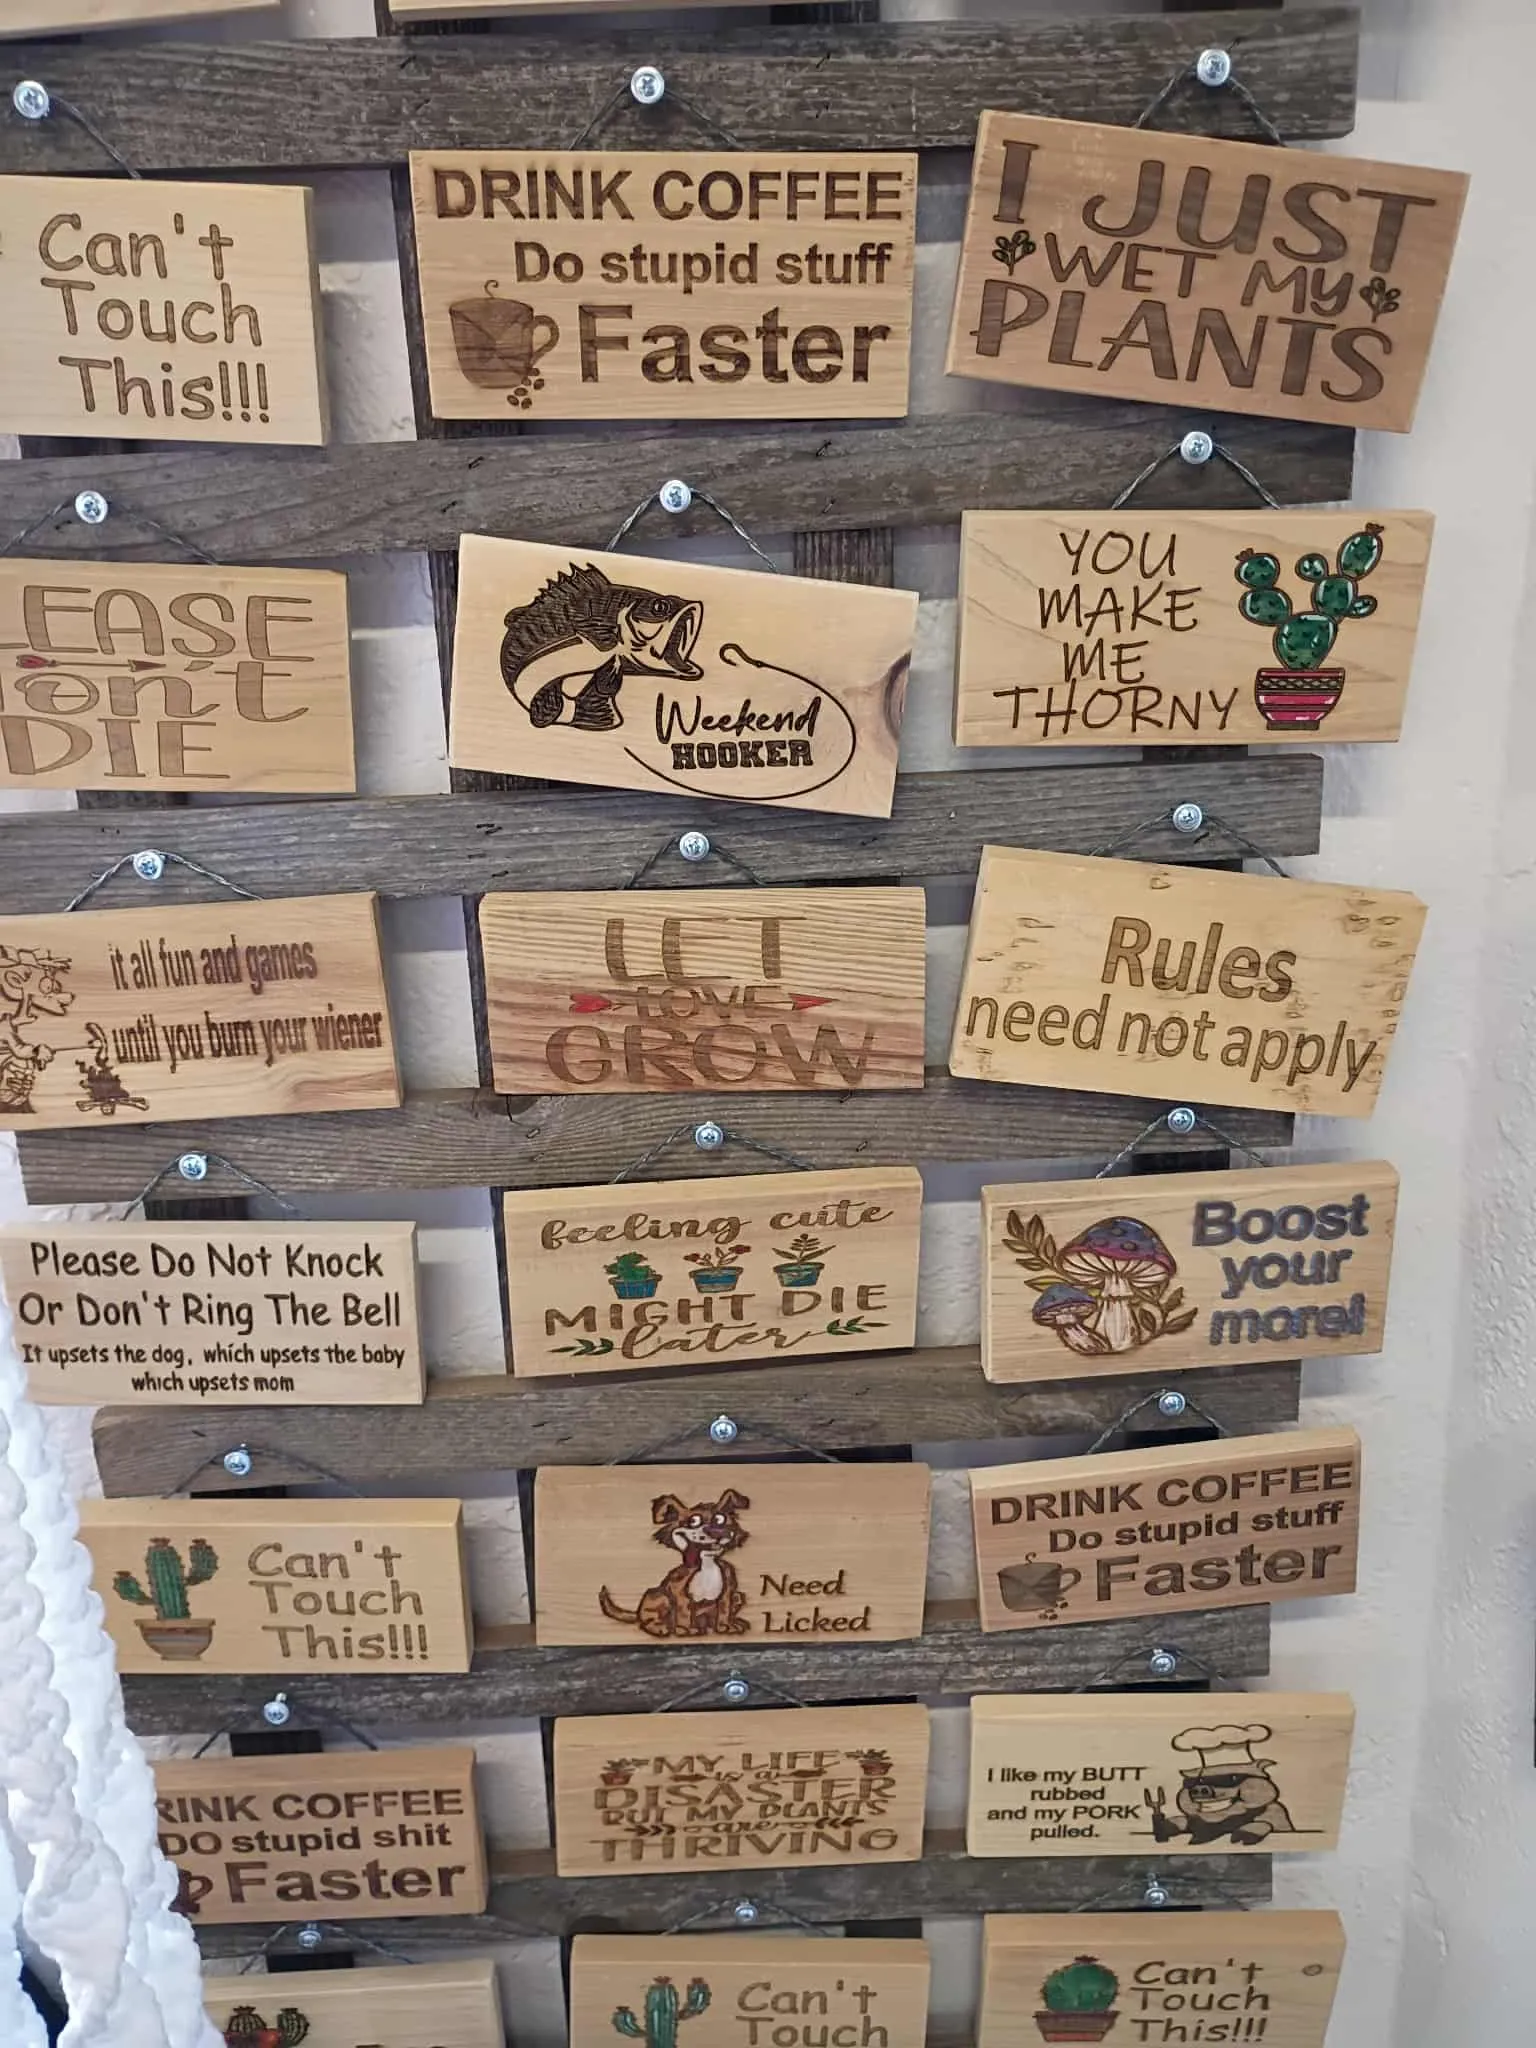 Can't
Touch
This!!!
DRINK COFFEE
Do stupid stuff
Faster
I JUST
WET MY
PLANTS
EASE
on't
DIE
Weekend
HOOKER
YOU
MAKE
ME
THORNY
it all fun and games
until you burn your wiener
LET
LOVE
GROW
Rules
need not apply
Please Do Not Knock
Or Don't Ring The Bell
It upsets the dog, which upsets the baby
which upsets mom
feeling cute
MIGHT DIE
later
Boost
your
morel
Can't
Touch
This!!!
Need
Licked
DRINK COFFEE
Do stupid stuff
Faster
RINK COFFEE
DO stupid shit
Faster
MY LIFE
is a
DISASTER
BUT MY PLANTS
are
THRIVING
I like my BUTT
rubbed
and my PORK
pulled.
Can't
Touch
Can't
Touch
This!!!